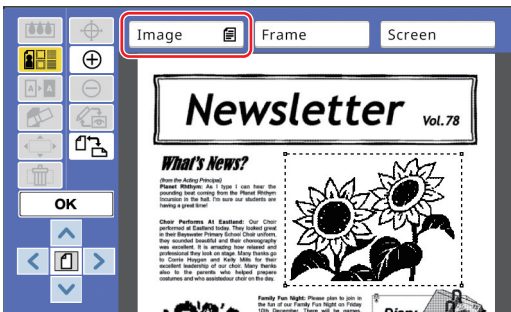 Image
Frame
Screen
A A
OK
Newsletter Vol.78
What's News?
(from the Acting Principal)
Planet Rhthym: As I type I can hear the
pounding beat coming from the Planet Rhthym
Incursion in the hall. I'm sure our students are
having a great time!
Choir Performs At Eastland: Our Choir
performed at Eastland today. They looked great
in their Bayswater Primary School Choir uniform,
they sounded beautiful and their choreography
was excellent. It is amazing how relaxed and
professional they look on stage. Many thanks go
to Corrie Huygen and Kelly Mills for their
excellent leadership of our choir. Many thanks
also to the parents who helped prepare
costumes and who assistedour choir on the day.
Family Fun Night: Please plan to join in
the fun of our Family Fun Night on Friday
10th December. There will be games,
Diary